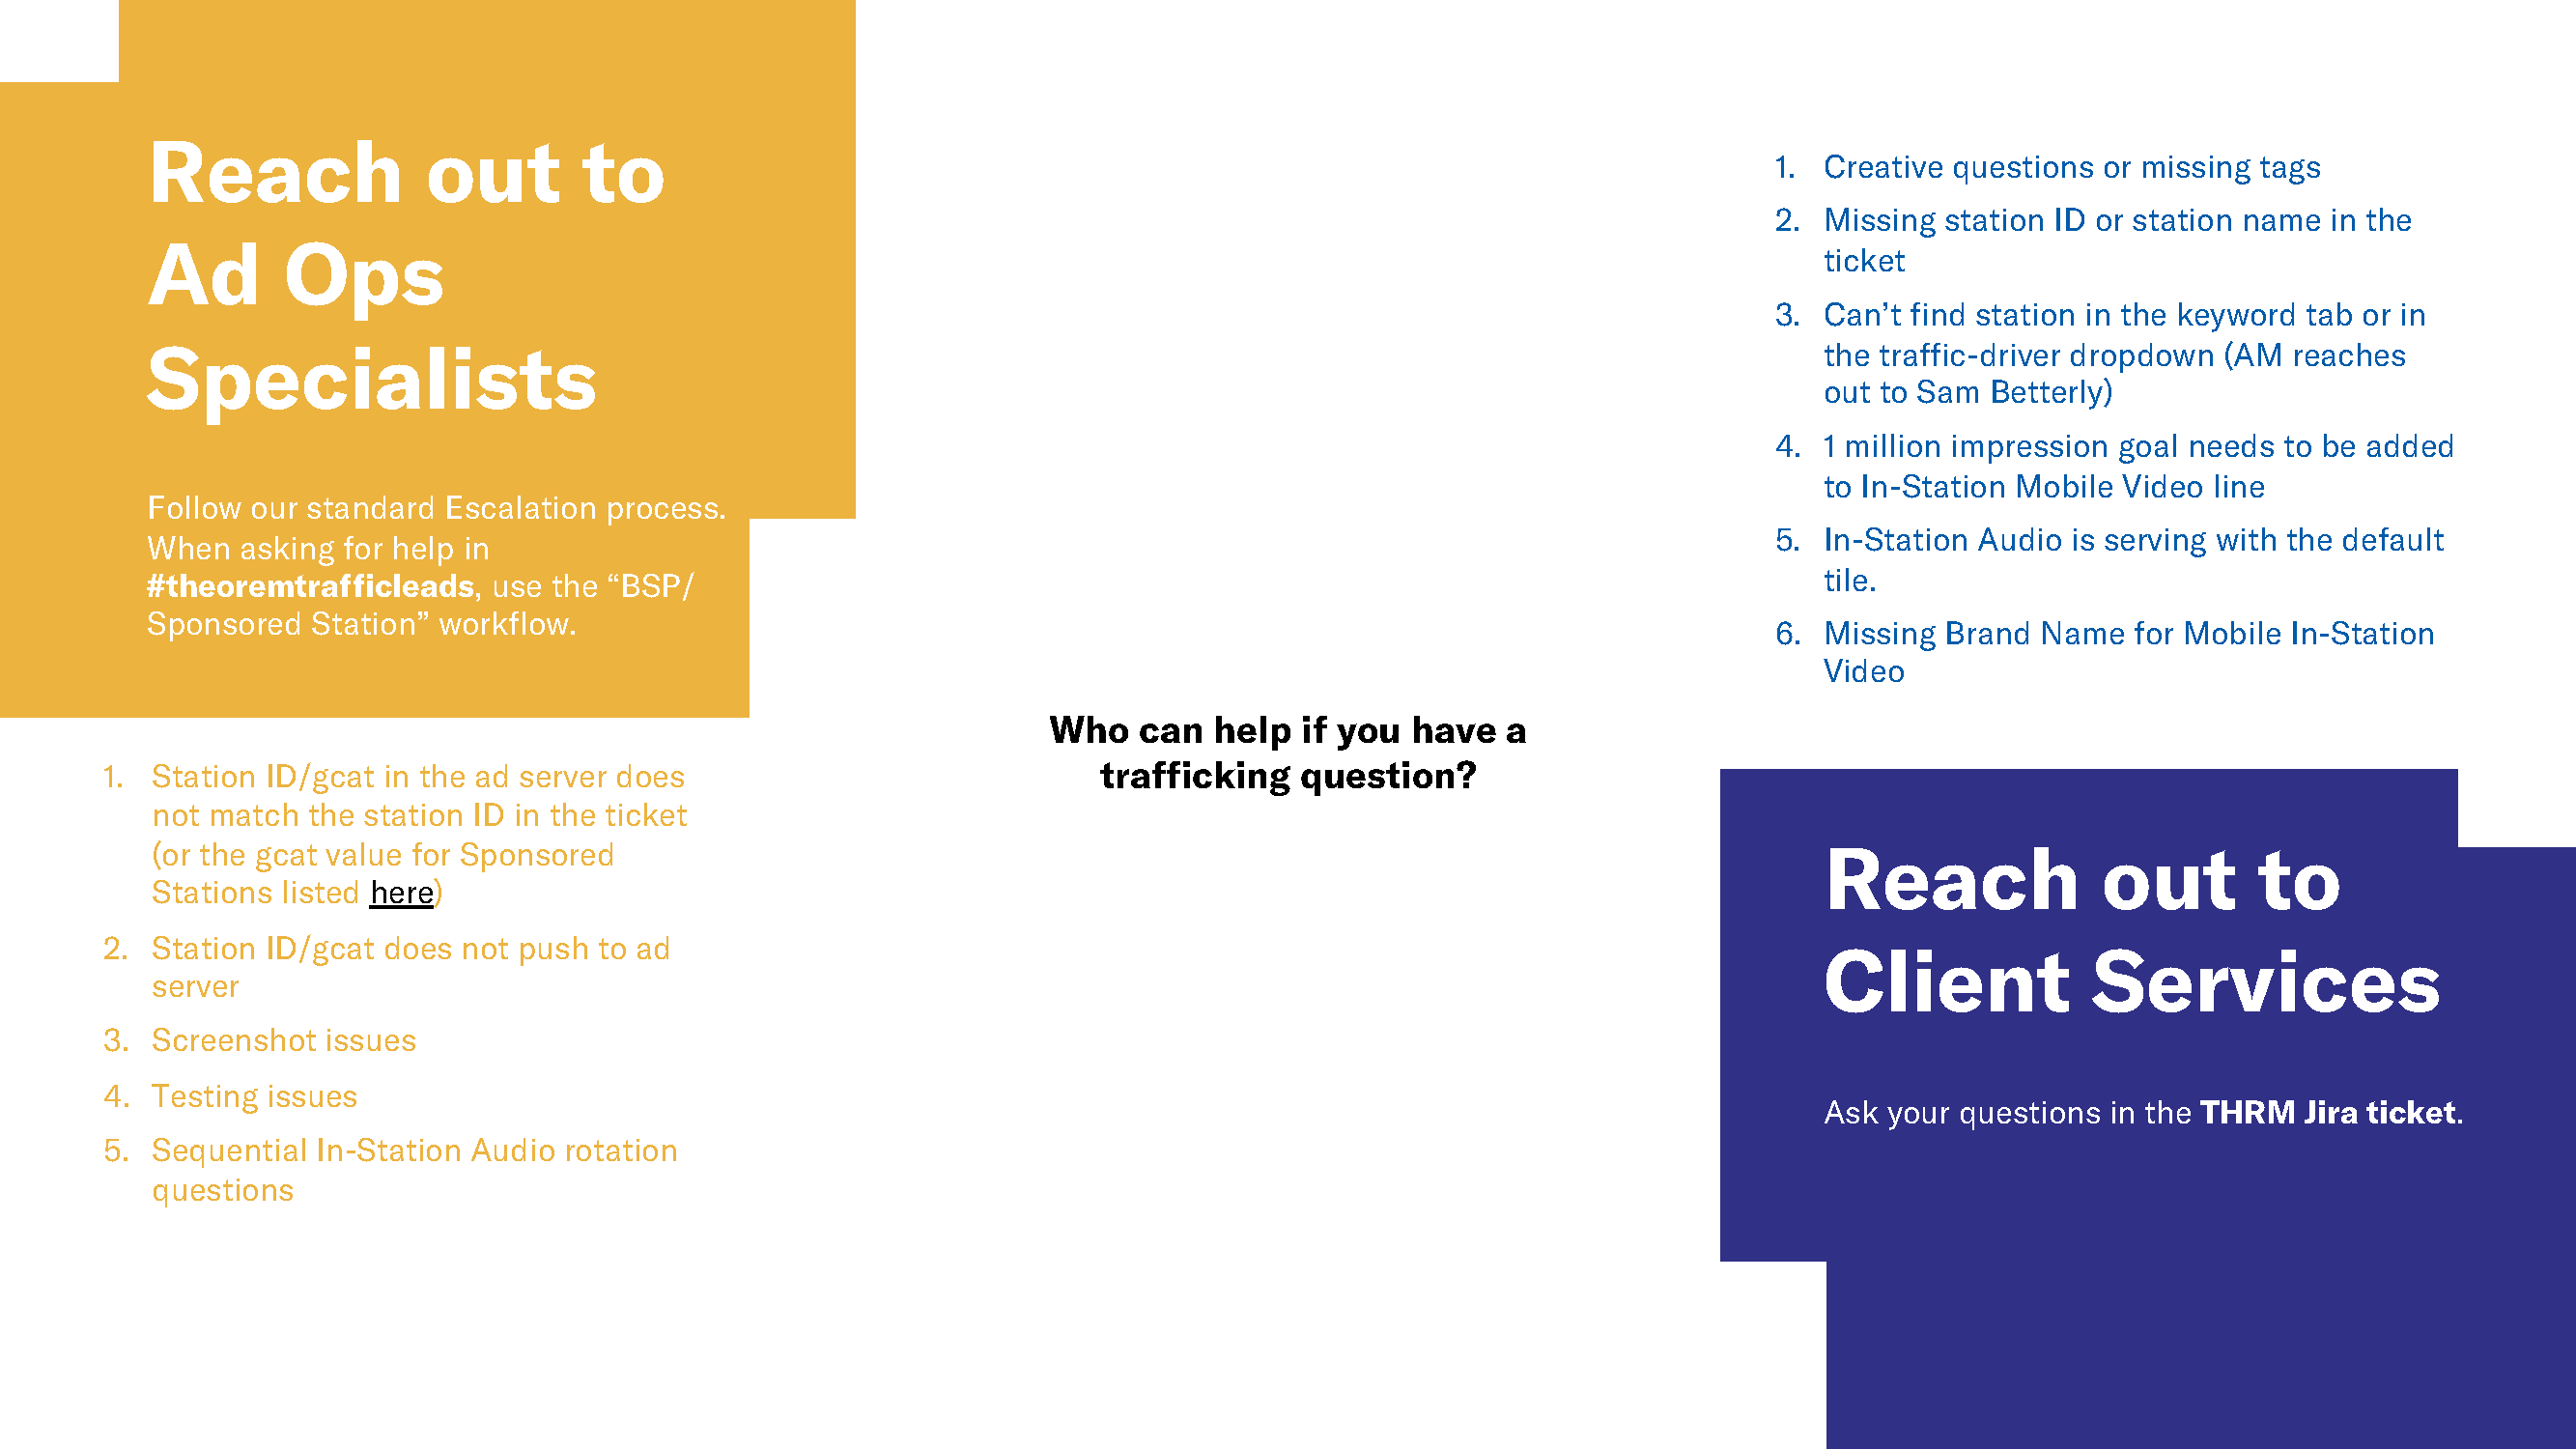 Reach out to
Ad Ops
Specialists
Follow our standard Escalation process.
When asking for help in
#theoremtrafficleads, use the “BSP/
Sponsored Station” workflow.
1. Station ID/gcat in the ad server does
not match the station ID in the ticket
(or the gcat value for Sponsored
Stations listed here)
2. Station ID/gcat does not push to ad
server
3. Screenshot issues
4. Testing issues
5. Sequential In-Station Audio rotation
questions
Who can help if you have a
trafficking question?
1. Creative questions or missing tags
2. Missing station ID or station name in the
ticket
3. Can’t find station in the keyword tab or in
the traffic-driver dropdown (AM reaches
out to Sam Betterly)
4. 1 million impression goal needs to be added
to In-Station Mobile Video line
5. In-Station Audio is serving with the default
tile.
6. Missing Brand Name for Mobile In-Station
Video
Reach out to
Client Services
Ask your questions in the THRM Jira ticket.